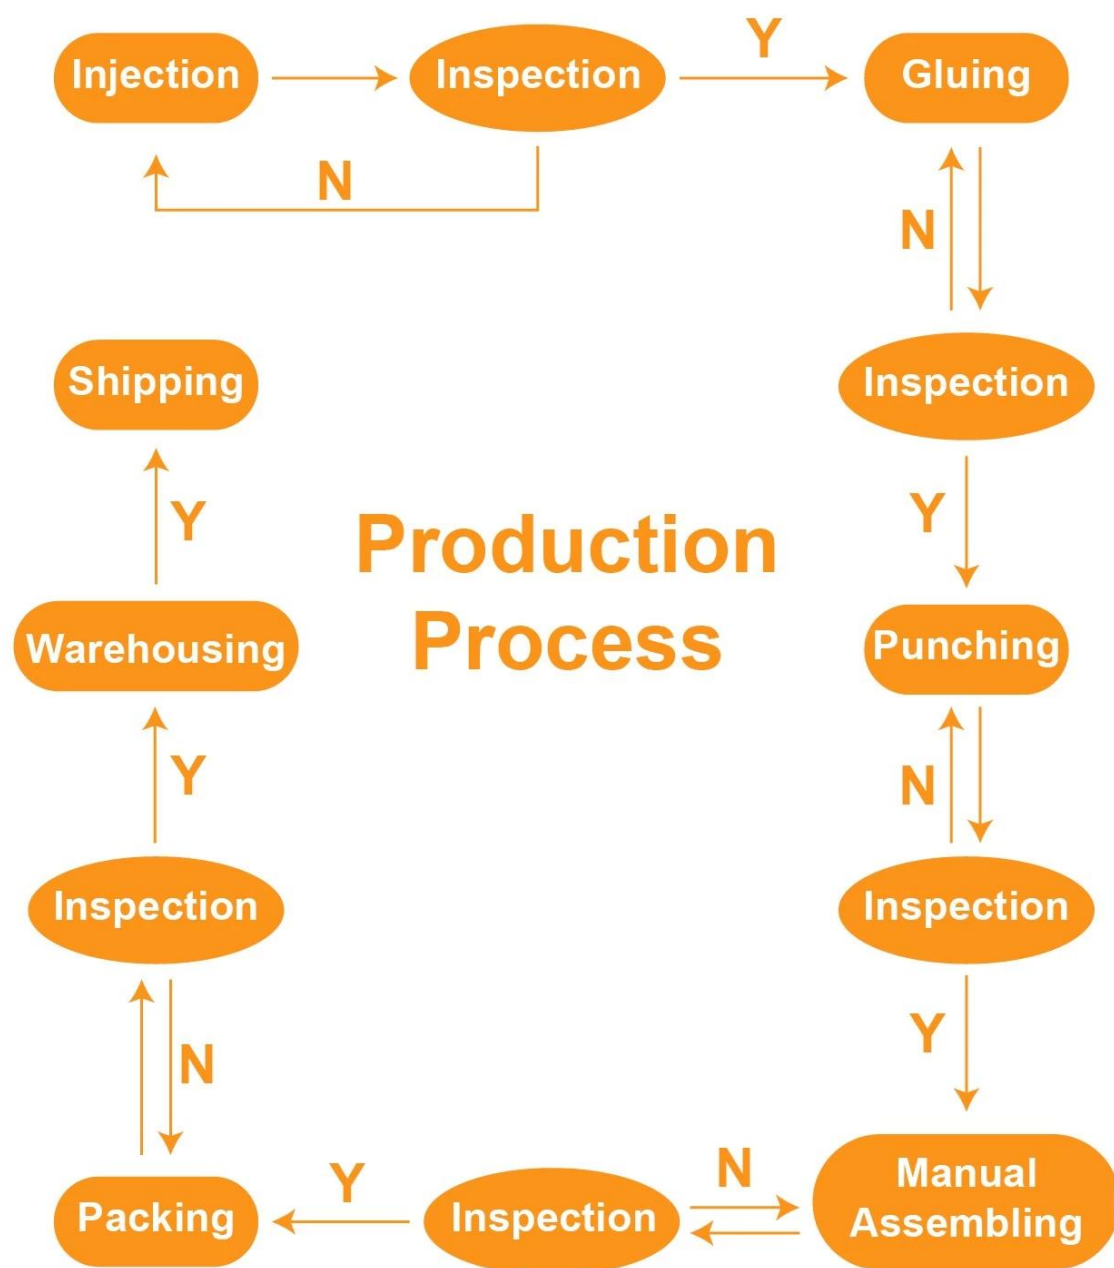 Injection
Inspection
Y
Gluing
N
N
Inspection
Shipping
Y
Y
Production
Process
Punching
Warehousing
Y
N
Inspection
Inspection
Y
N
Manual
Assembling
N
Y
Inspection
Packing